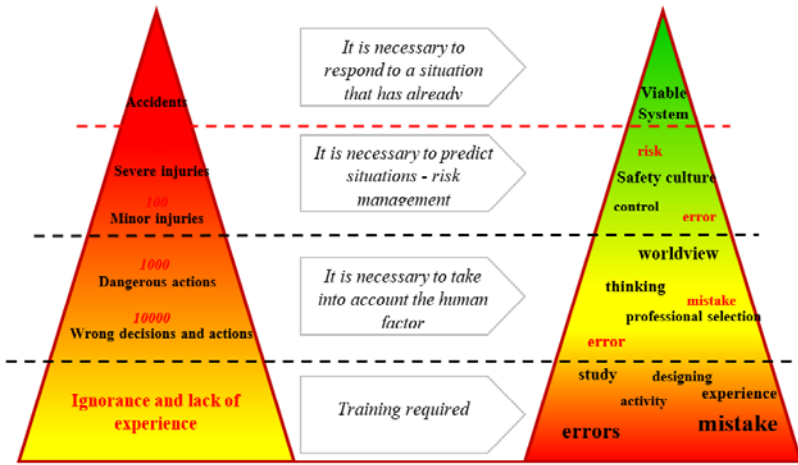 Accidents
Severe injuries
100
Minor injuries
1000
Dangerous actions
10000
Wrong decisions and actions
Ignorance and lack of
experience
It is necessary to
respond to a situation
that has already
It is necessary to predict
situations - risk
management
It is necessary to take
into account the human
factor
Training required
Viable
System
risk
Safety culture
control
error
worldview
thinking
mistake
professional selection
error
study
designing
experience
activity
mistake
errors